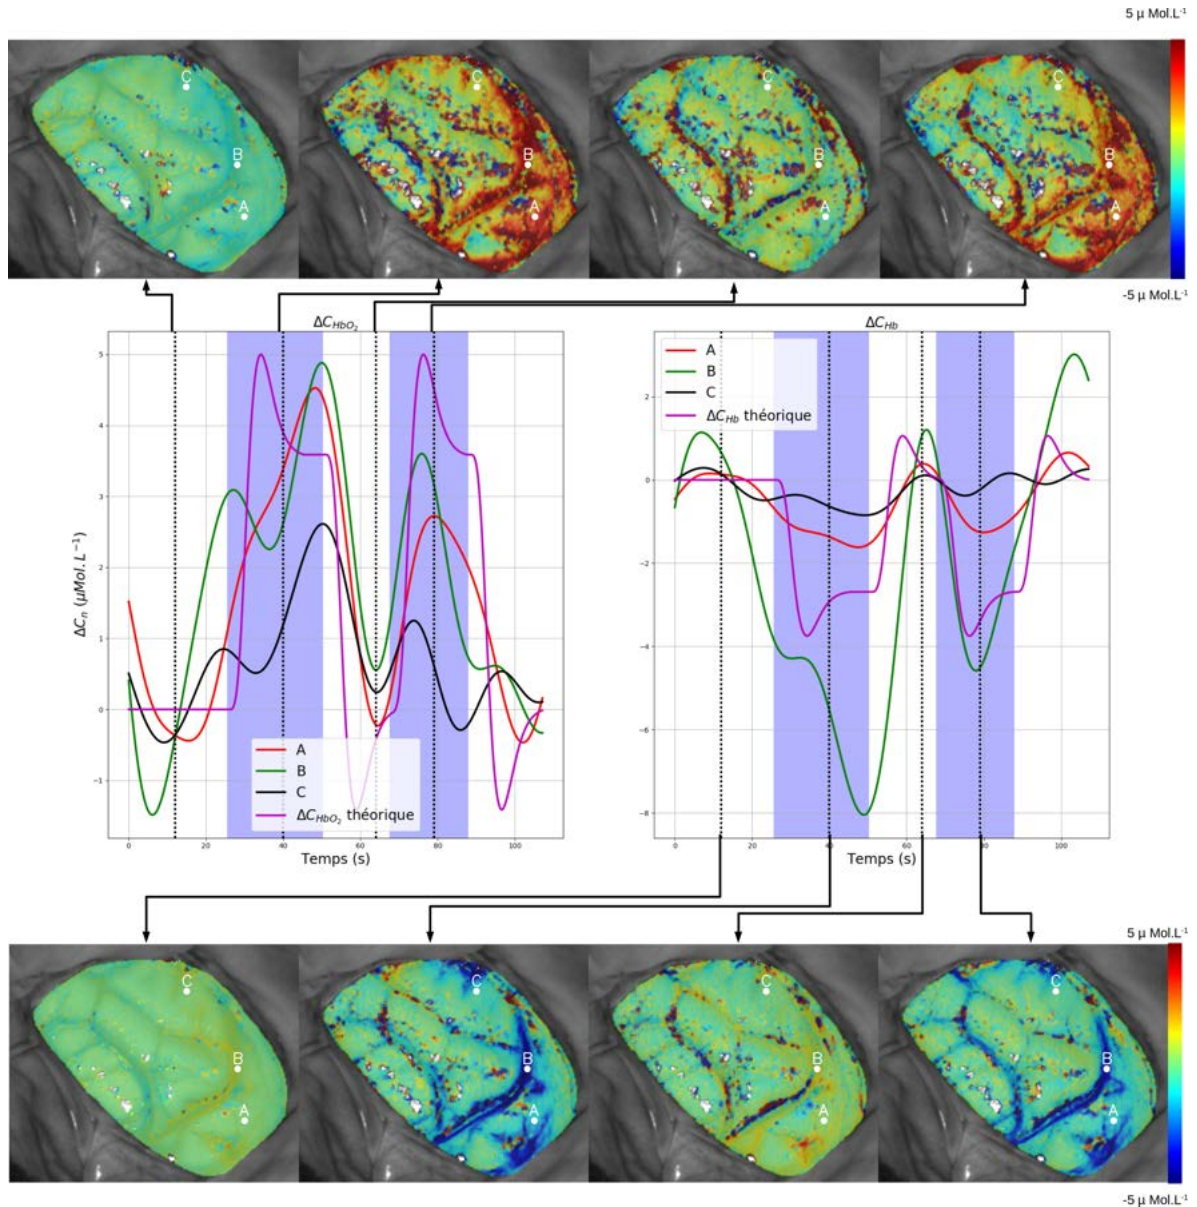 5 µ Mol.L-1
C
B
A
C
B
A
C
B
A
C
B
A
-5 µ Mol.L-1
ΔC_HbO2
5
4
3
2
1
0
−1
ΔCn (µMol.L−1)
A
B
C
ΔC_HbO2 théorique
0
20
40
60
80
100
Temps (s)
ΔC_Hb
A
B
C
ΔC_Hb théorique
2
0
−2
−4
−6
−8
0
20
40
60
80
100
Temps (s)
5 µ Mol.L-1
C
B
A
C
B
A
C
B
A
C
B
A
-5 µ Mol.L-1